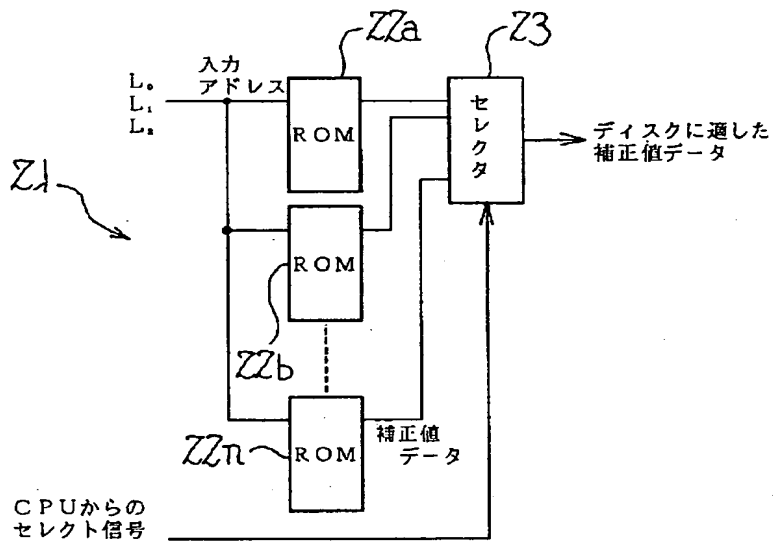 22a
23
入力
アドレス
L₀
L₁
L₂
ROM
セレクタ
ディスクに適した
補正値データ
21
ROM
22b
ROM
22n
補正値
データ
CPUからの
セレクト信号